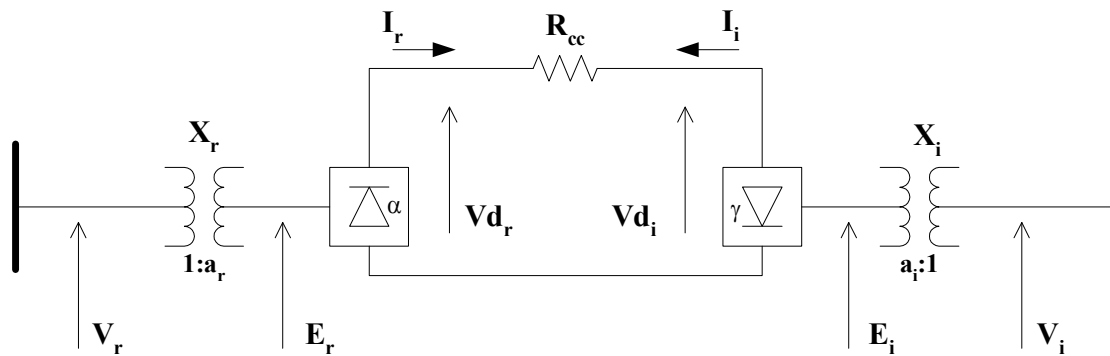 I_r R_cc I_i
X_r X_i
α γ
Vd_r Vd_i
1:a_r a_i:1
V_r E_r E_i V_i